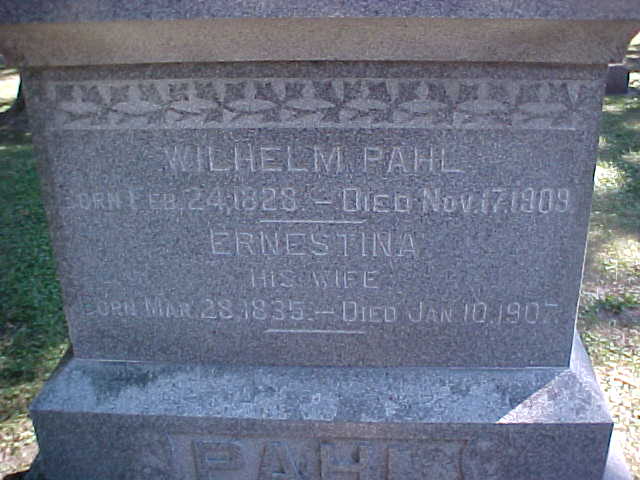 WILHELM PAHL
BORN FEB. 24, 1828. – DIED NOV. 17, 1909.
ERNESTINA
HIS WIFE
BORN MAR. 28, 1835. – DIED JAN. 10, 1907.
PAHL